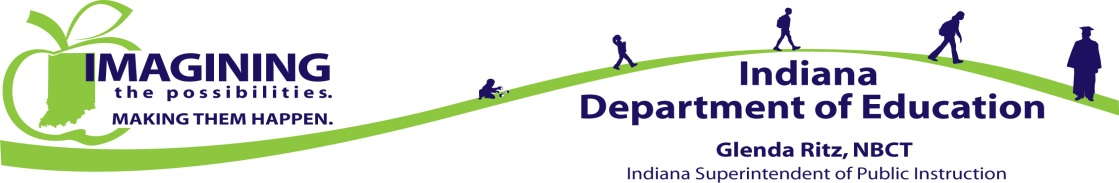 IMAGINING
the possibilities.
MAKING THEM HAPPEN.
Indiana
Department of Education
Glenda Ritz, NBCT
Indiana Superintendent of Public Instruction